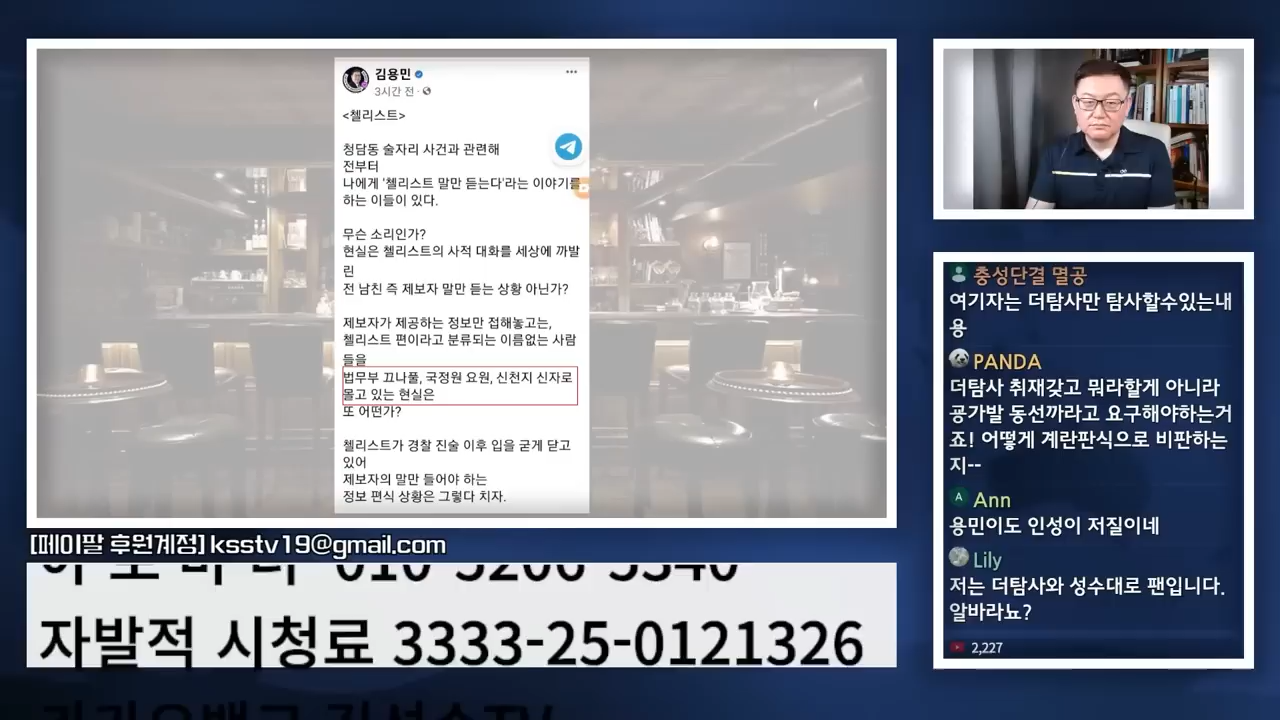 김용민
3시간 전
<첼리스트>
청담동 술자리 사건과 관련해
전부터
나에게 '첼리스트 말만 듣는다'라는 이야기를
하는 이들이 있다.
무슨 소리인가?
현실은 첼리스트의 사적 대화를 세상에 까발
린
전 남친 즉 제보자 말만 듣는 상황 아닌가?
제보자가 제공하는 정보만 접해놓고는,
첼리스트 편이라고 분류되는 이름없는 사람
들을
법무부 끄나풀, 국정원 요원, 신천지 신자로
몰고 있는 현실은
또 어떤가?
첼리스트가 경찰 진술 이후 입을 굳게 닫고
있어
제보자의 말만 들어야 하는
정보 편식 상황은 그렇다 치자.
[페이팔 후원계정] ksstv19@gmail.com
자발적 시청료 3333-25-0121326
충성단결 멸공
여기자는 더탐사만 탐사할수있는내
용
PANDA
더탐사 취재갖고 뭐라할게 아니라
굥가발 동선까라고 요구해야하는거
죠! 어떻게 계란판식으로 비판하는
지--
A Ann
용민이도 인성이 저질이네
Lily
저는 더탐사와 성수대로 팬입니다.
알바라뇨?
2,227